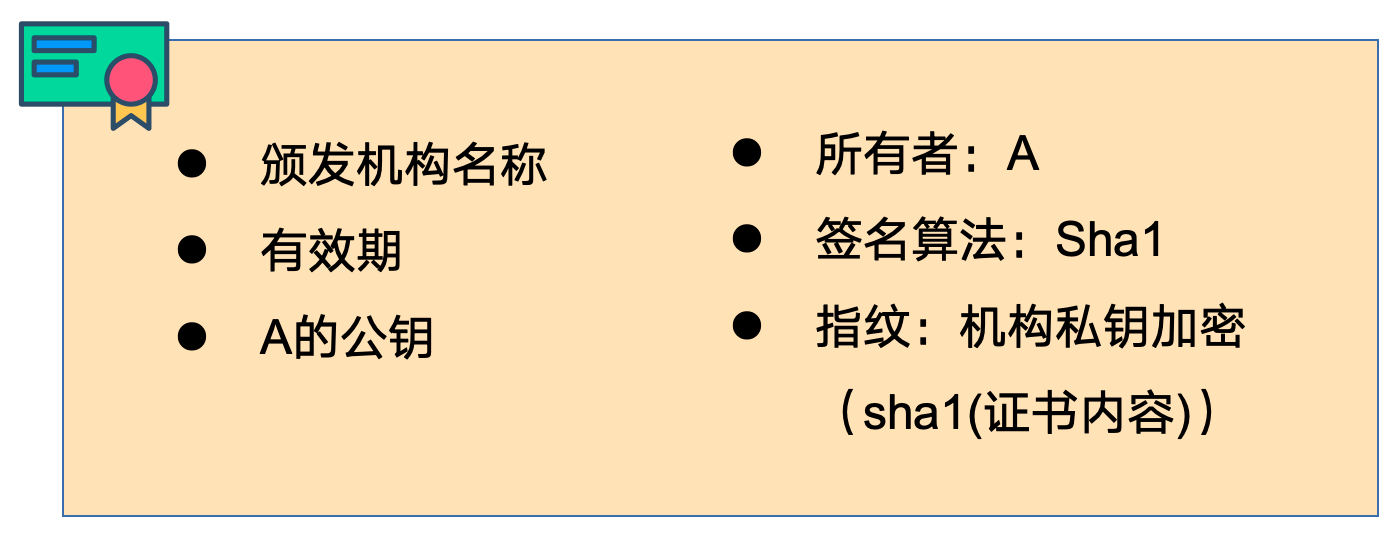 颁发机构名称
有效期
A的公钥
所有者：A
签名算法：Sha1
指纹：机构私钥加密
（sha1(证书内容)）